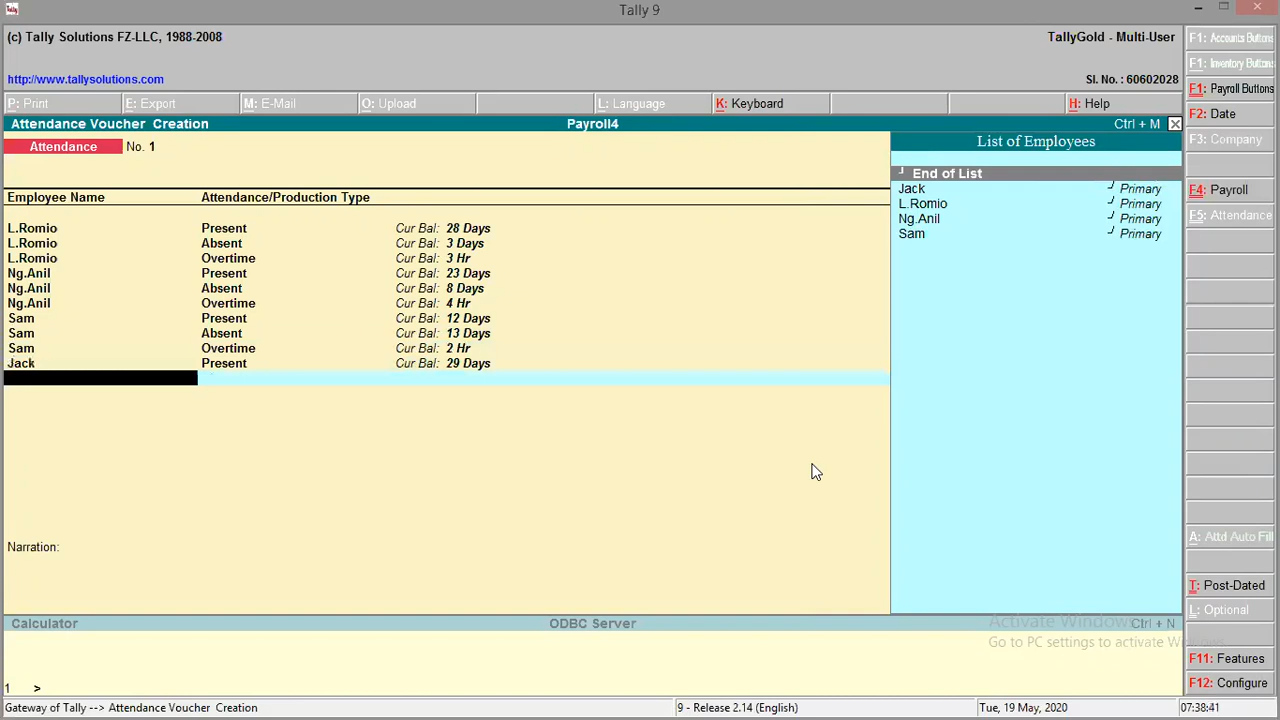 Tally
Tally 9
(c) Tally Solutions FZ-LLC, 1988-2008
TallyGold - Multi-User
http://www.tallysolutions.com
Sl. No. : 60602028
P: Print E: Export M: E-Mail O: Upload L: Language K: Keyboard H: Help
Attendance Voucher Creation Payroll4 Ctrl + M
Attendance No. 1
Employee Name Attendance/Production Type
L.Romio Present Cur Bal: 28 Days
L.Romio Absent Cur Bal: 3 Days
L.Romio Overtime Cur Bal: 3 Hr
Ng.Anil Present Cur Bal: 23 Days
Ng.Anil Absent Cur Bal: 8 Days
Ng.Anil Overtime Cur Bal: 4 Hr
Sam Present Cur Bal: 12 Days
Sam Absent Cur Bal: 13 Days
Sam Overtime Cur Bal: 2 Hr
Jack Present Cur Bal: 29 Days
Narration:
List of Employees
End of List
Jack Primary
L.Romio Primary
Ng.Anil Primary
Sam Primary
F1: Accounts Buttons
F1: Inventory Buttons
F1: Payroll Buttons
F2: Date
F3: Company
F4: Payroll
F5: Attendance
A: Attd Auto Fill
T: Post-Dated
L: Optional
F11: Features
F12: Configure
Calculator ODBC Server Ctrl + N
1 >
Activate Windows
Go to PC settings to activate Windows.
Gateway of Tally --> Attendance Voucher Creation 9 - Release 2.14 (English) Tue, 19 May, 2020 07:38:41